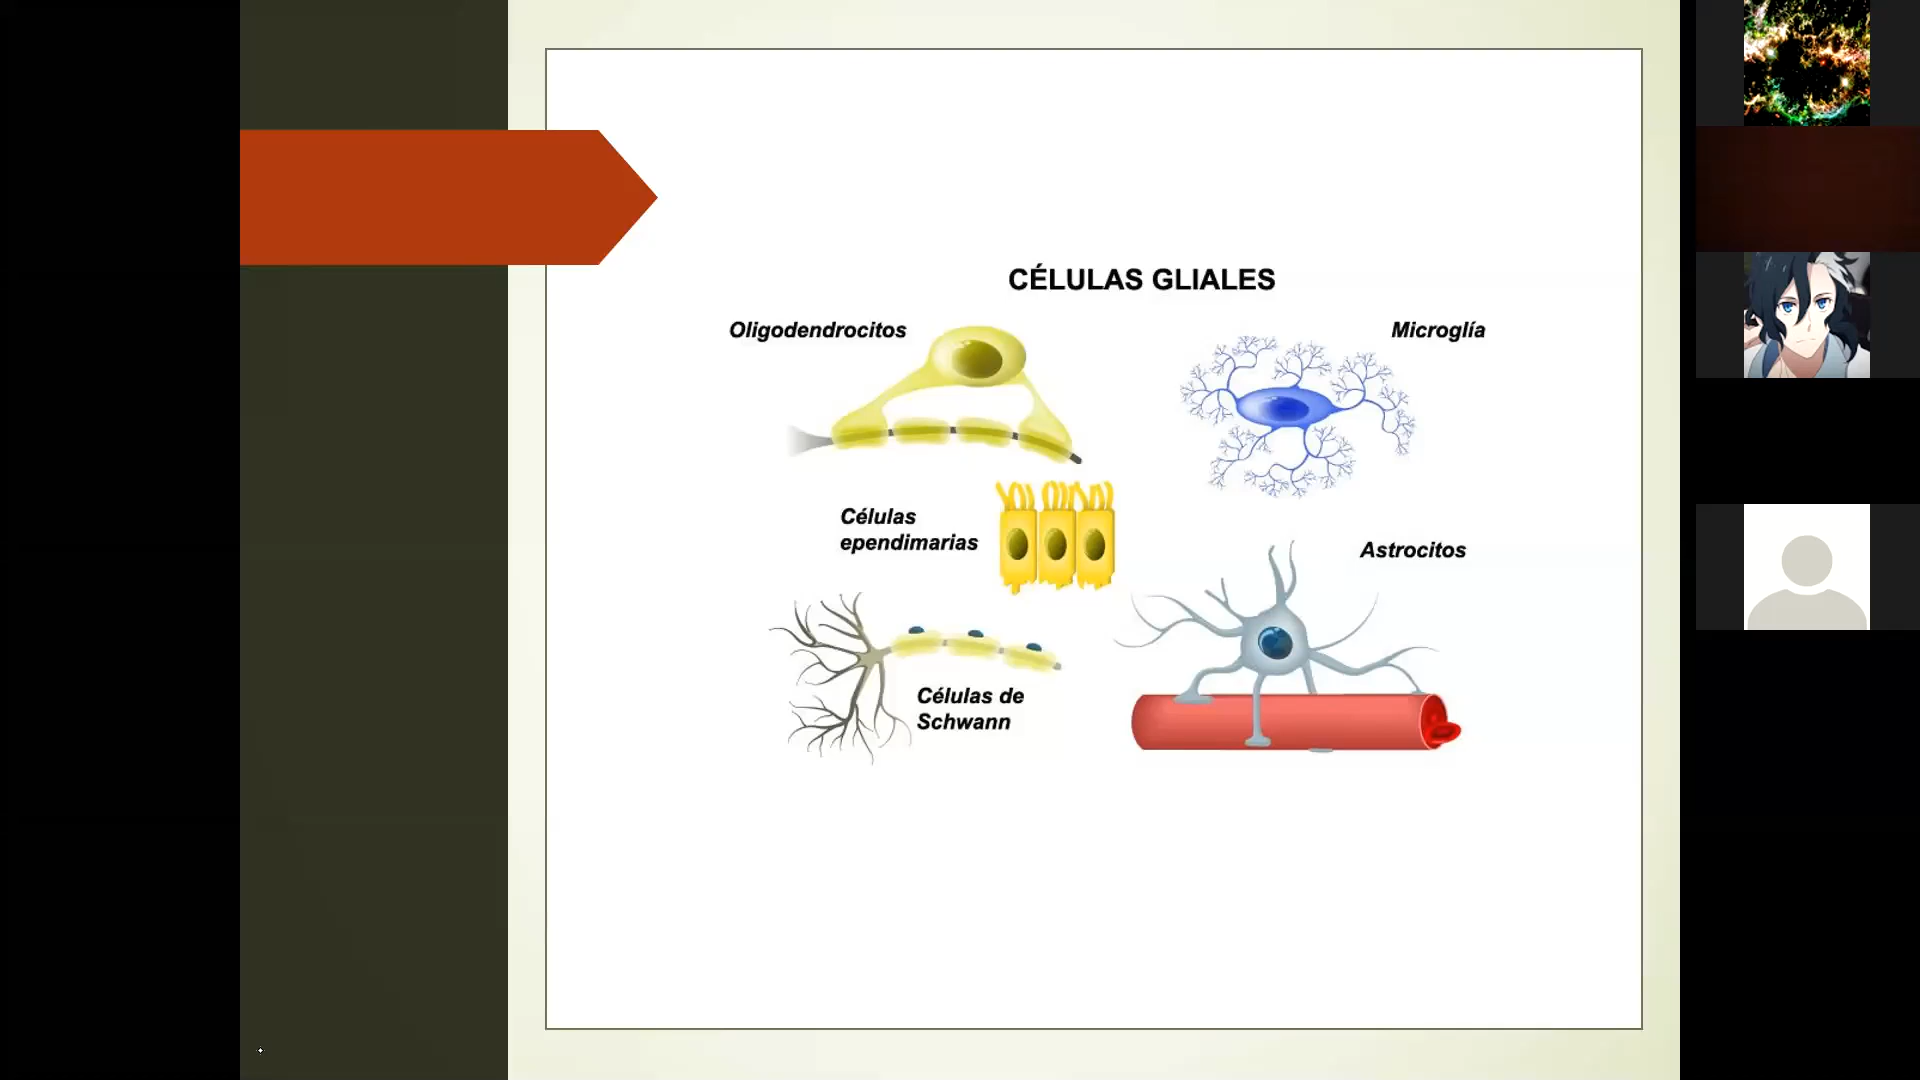 CÉLULAS GLIALES
Oligodendrocitos
Microglía
Células
ependimarias
Astrocitos
Células de
Schwann